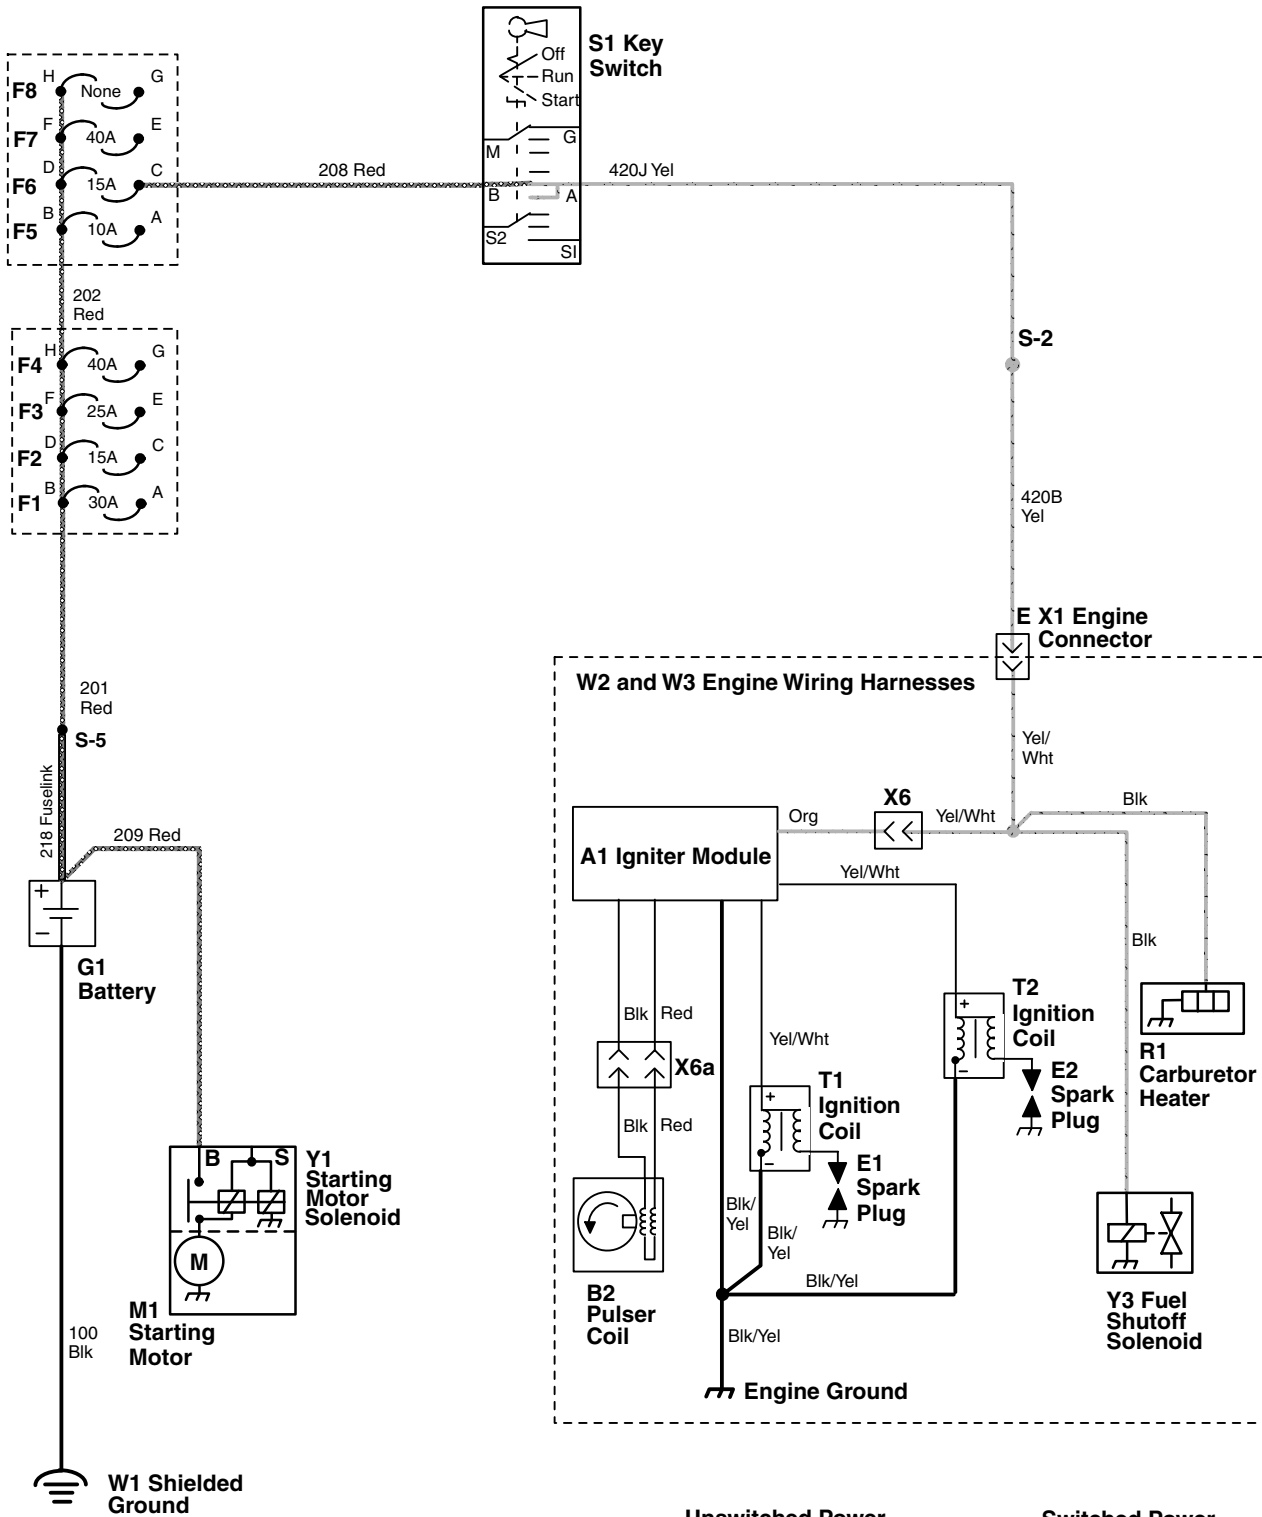 S1 Key
Switch
Off
Run
Start
G
M
B
A
S2
SI
F8
H
None
G
F7
F
40A
E
F6
D
15A
C
F5
B
10A
A
208 Red
420J Yel
202
Red
F4
H
40A
G
F3
F
25A
E
F2
D
15A
C
F1
B
30A
A
S-2
420B
Yel
E X1 Engine
Connector
W2 and W3 Engine Wiring Harnesses
201
Red
S-5
218 Fuselink
209 Red
+
−
G1
Battery
Yel/
Wht
X6
Org
Yel/Wht
Blk
A1 Igniter Module
Yel/Wht
Blk
Blk
Red
X6a
Blk
Red
Yel/Wht
T2
Ignition
Coil
+
−
E2
Spark
Plug
R1
Carburetor
Heater
T1
Ignition
Coil
+
−
E1
Spark
Plug
B
S
Y1
Starting
Motor
Solenoid
M
M1
Starting
Motor
Blk/
Yel
Blk/
Yel
Blk/Yel
Blk/Yel
B2
Pulser
Coil
Y3 Fuel
Shutoff
Solenoid
100
Blk
Engine Ground
W1 Shielded
Ground
Unswitched Power
Switched Power